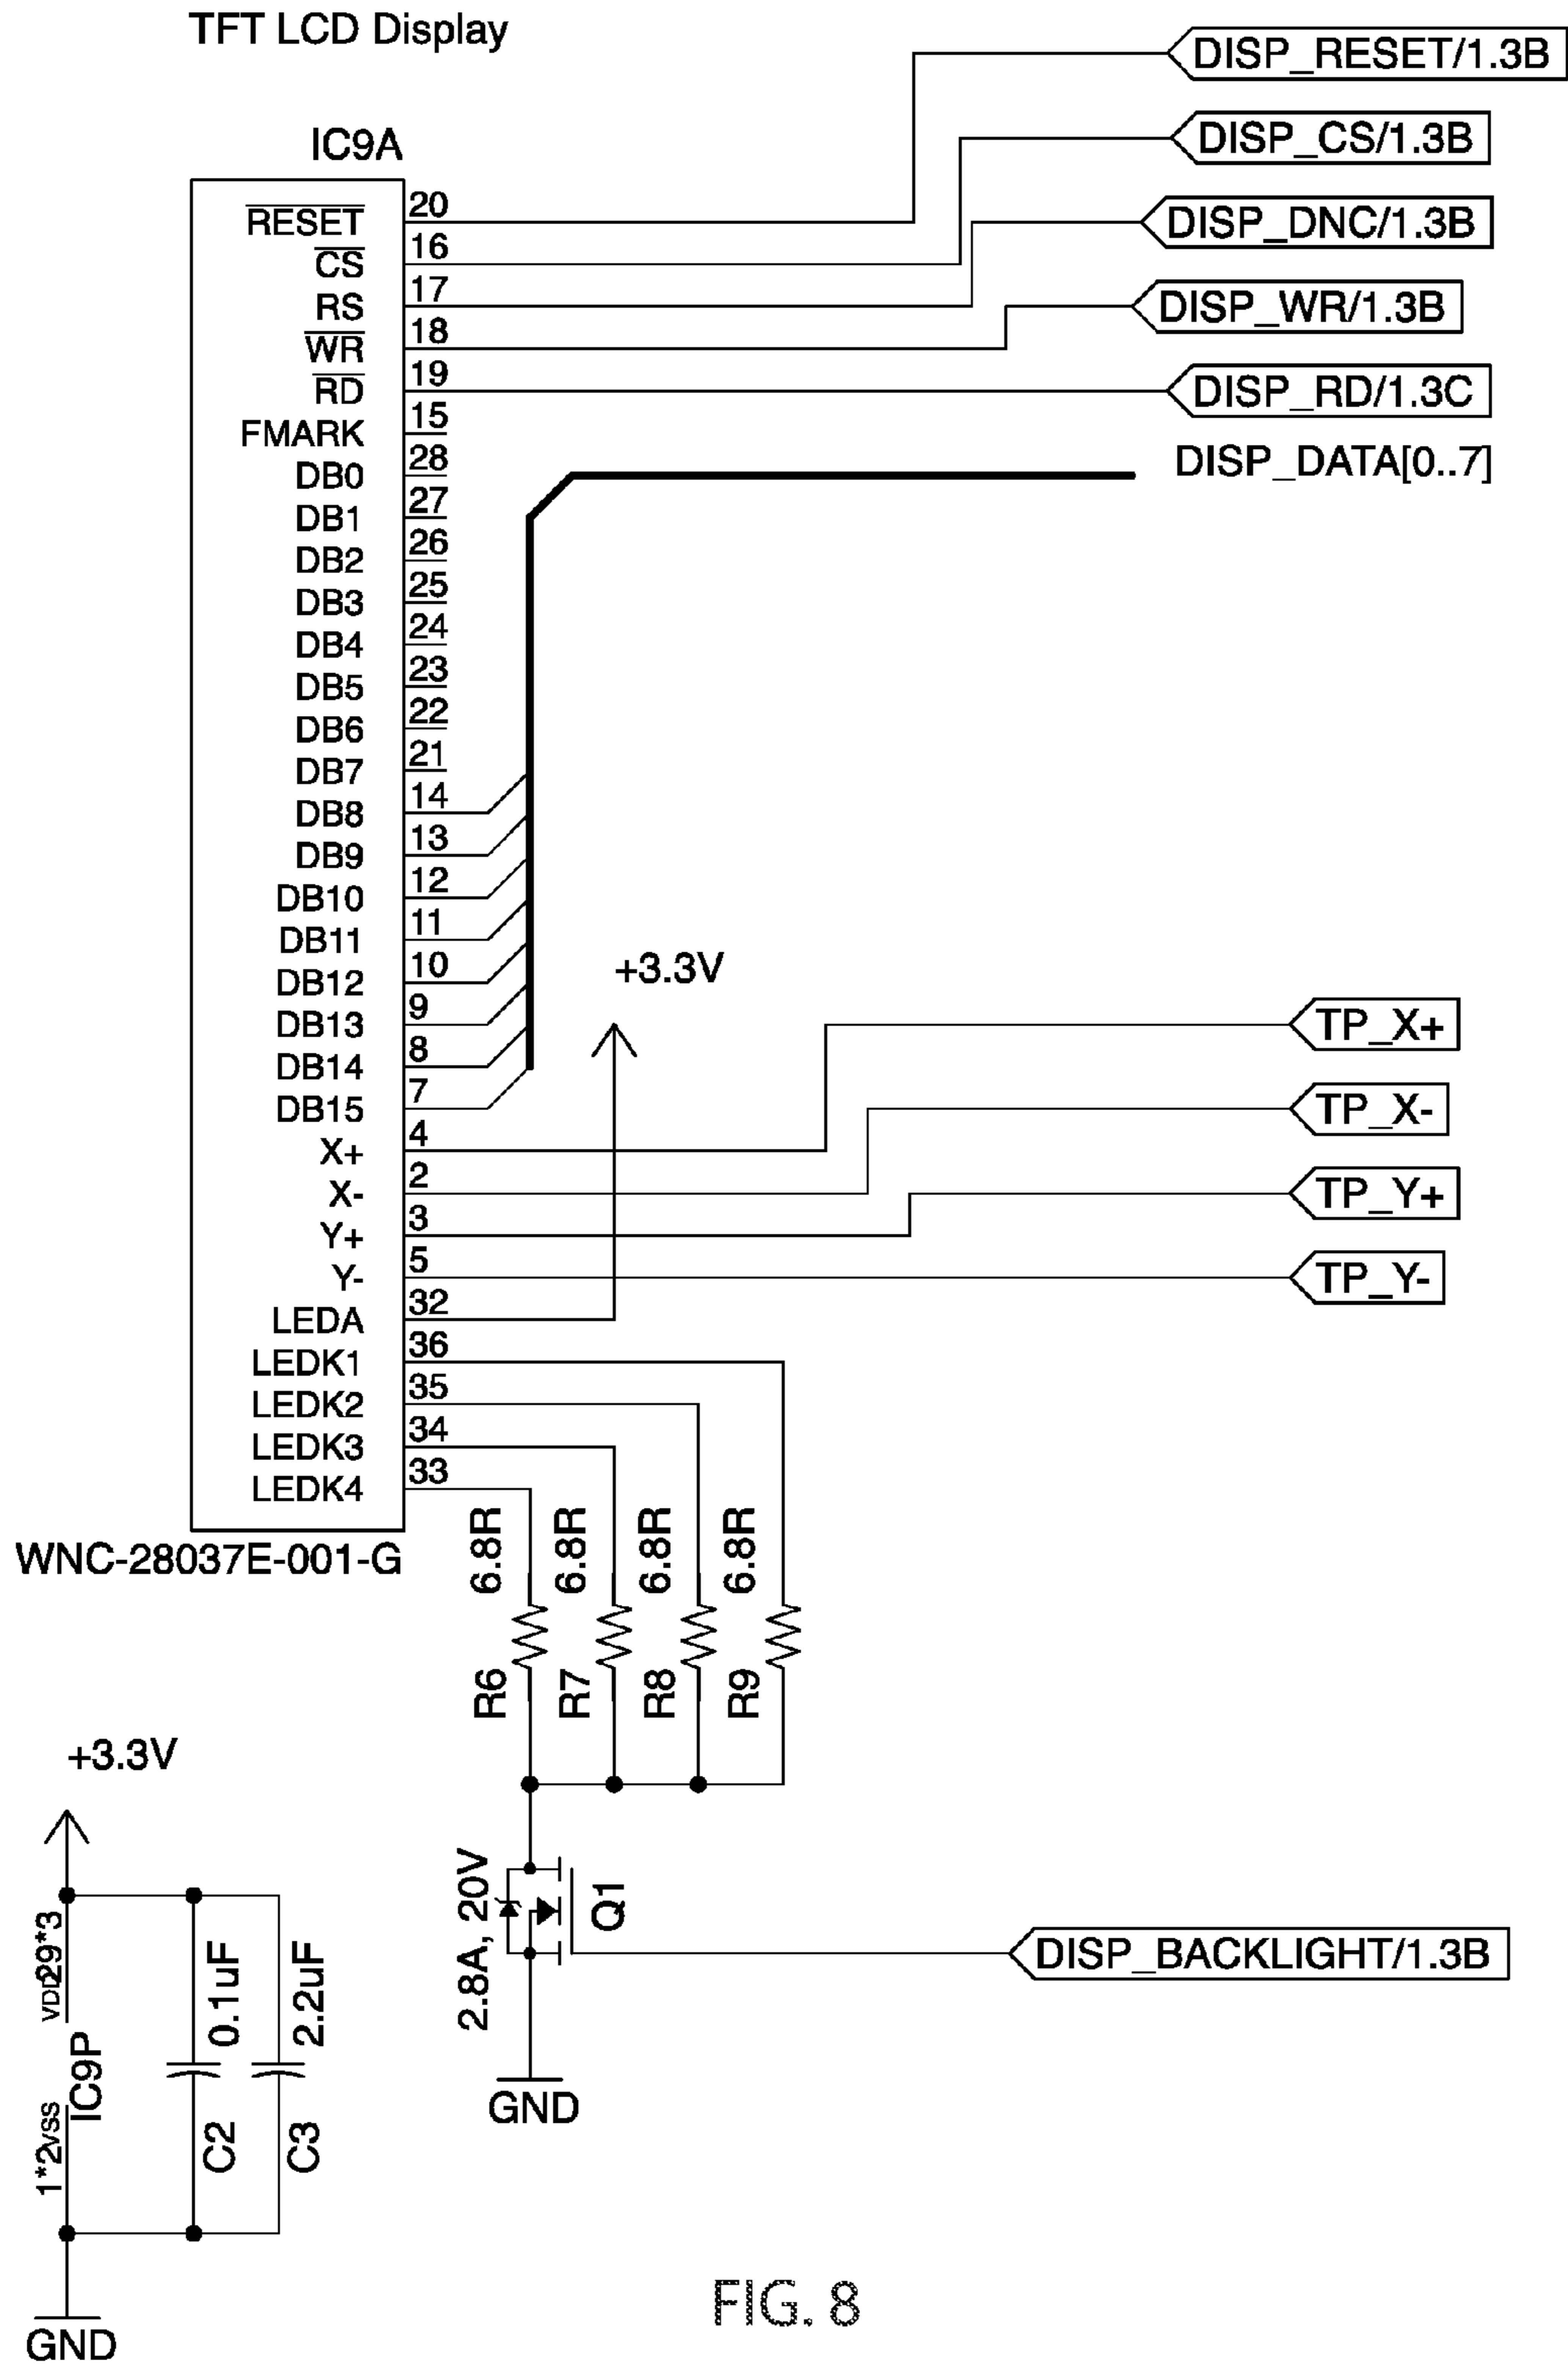 TFT LCD Display
DISP_RESET/1.3B
DISP_CS/1.3B
IC9A
RESET 20
DISP_DNC/1.3B
CS 16
RS 17
DISP_WR/1.3B
WR 18
RD 19
DISP_RD/1.3C
FMARK 15
DB0 28
DISP_DATA[0..7]
DB1 27
DB2 26
DB3 25
DB4 24
DB5 23
DB6 22
DB7 21
DB8 14
DB9 13
DB10 12
DB11 11
DB12 10
+3.3V
DB13 9
TP_X+
DB14 8
DB15 7
TP_X-
X+ 4
X- 2
TP_Y+
Y+ 3
Y- 5
TP_Y-
LEDA 32
LEDK1 36
LEDK2 35
LEDK3 34
LEDK4 33
WNC-28037E-001-G
6.8R 6.8R 6.8R 6.8R
R6 R7 R8 R9
+3.3V
2.8A, 20V
Q1
DISP_BACKLIGHT/1.3B
GND
VDD 29*3
IC9P
1*2 VSS
0.1uF
2.2uF
C2
C3
GND
FIG. 8